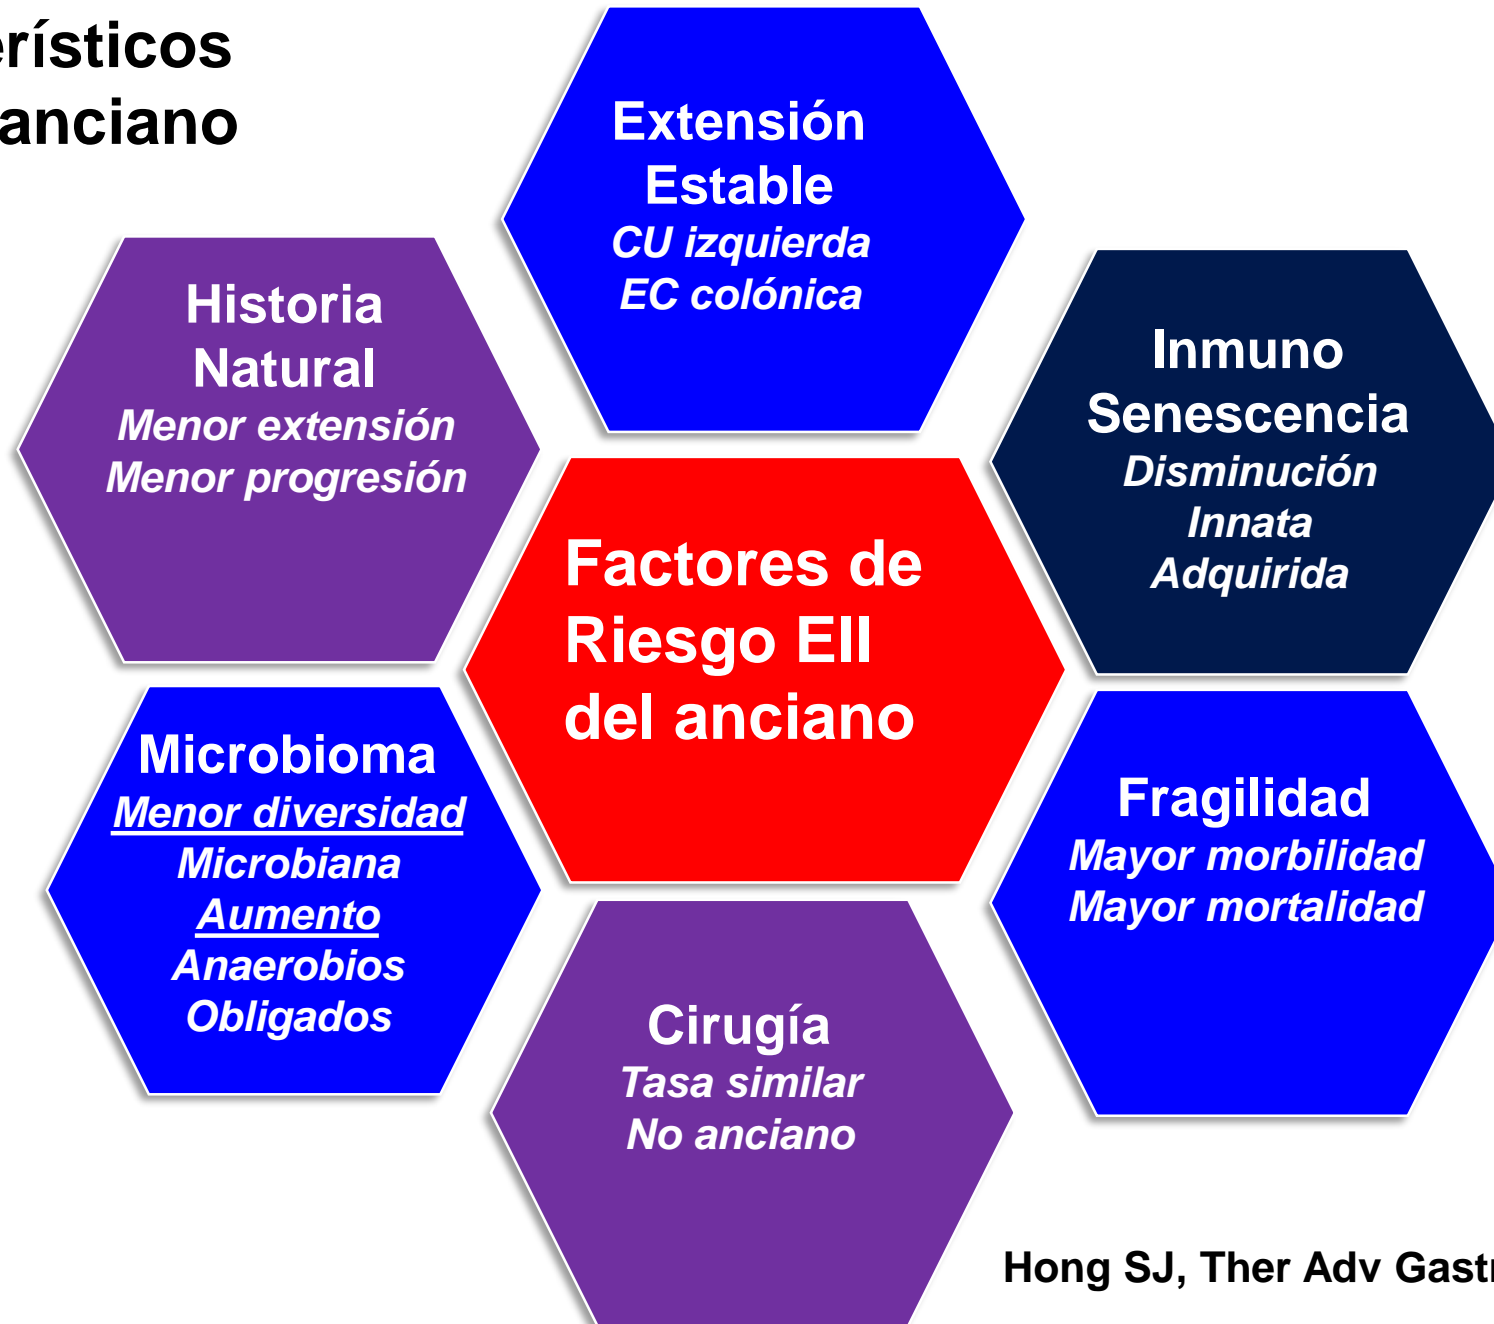 erísticos
anciano
Extensión
Estable
CU izquierda
EC colónica
Historia
Natural
Menor extensión
Menor progresión
Inmuno
Senescencia
Disminución
Innata
Adquirida
Factores de
Riesgo EII
del anciano
Microbioma
Menor diversidad
Microbiana
Aumento
Anaerobios
Obligados
Fragilidad
Mayor morbilidad
Mayor mortalidad
Cirugía
Tasa similar
No anciano
Hong SJ, Ther Adv Gastr